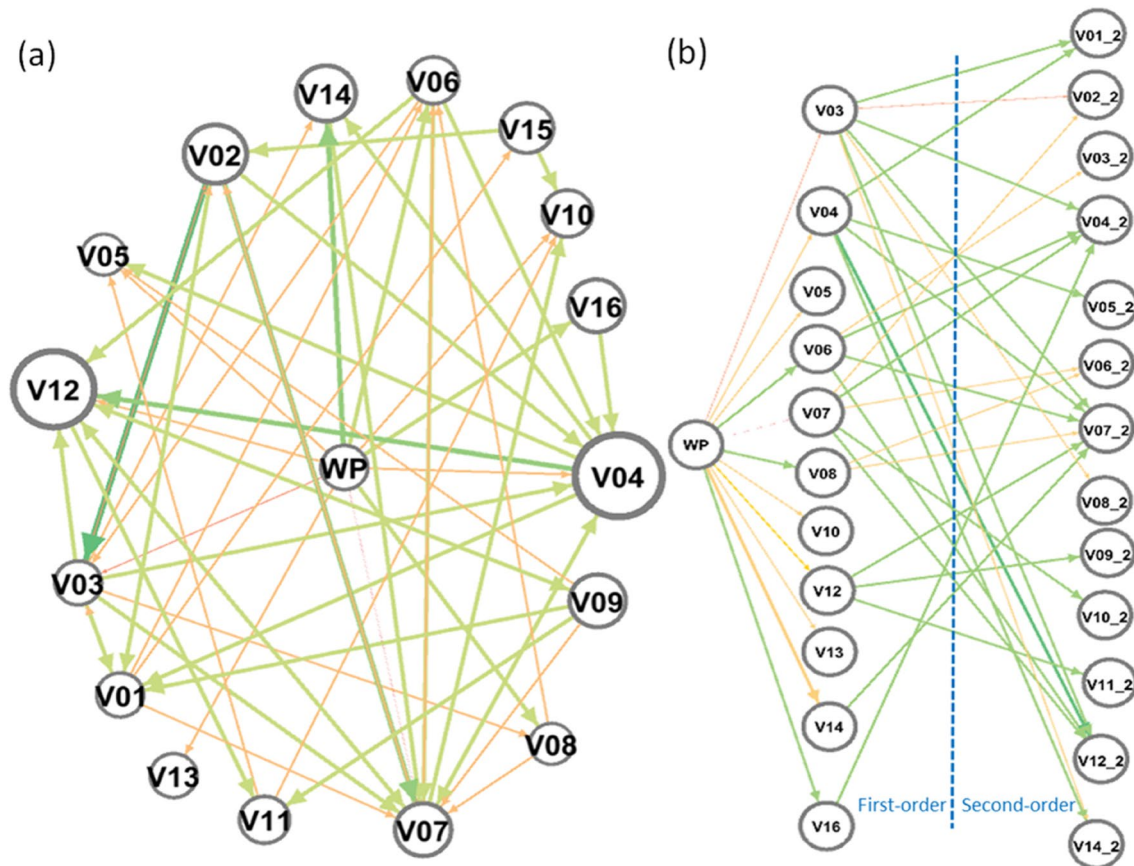 (a)
V06
V14
V15
V02
V10
V05
V16
V12
WP
V04
V03
V09
V01
V08
V13
V11
V07
(b)
V01_2
V03
V02_2
V03_2
V04
V04_2
V05
V05_2
V06
V06_2
V07
V07_2
WP
V08
V08_2
V10
V09_2
V12
V10_2
V13
V11_2
V14
V12_2
V16
First-order
Second-order
V14_2